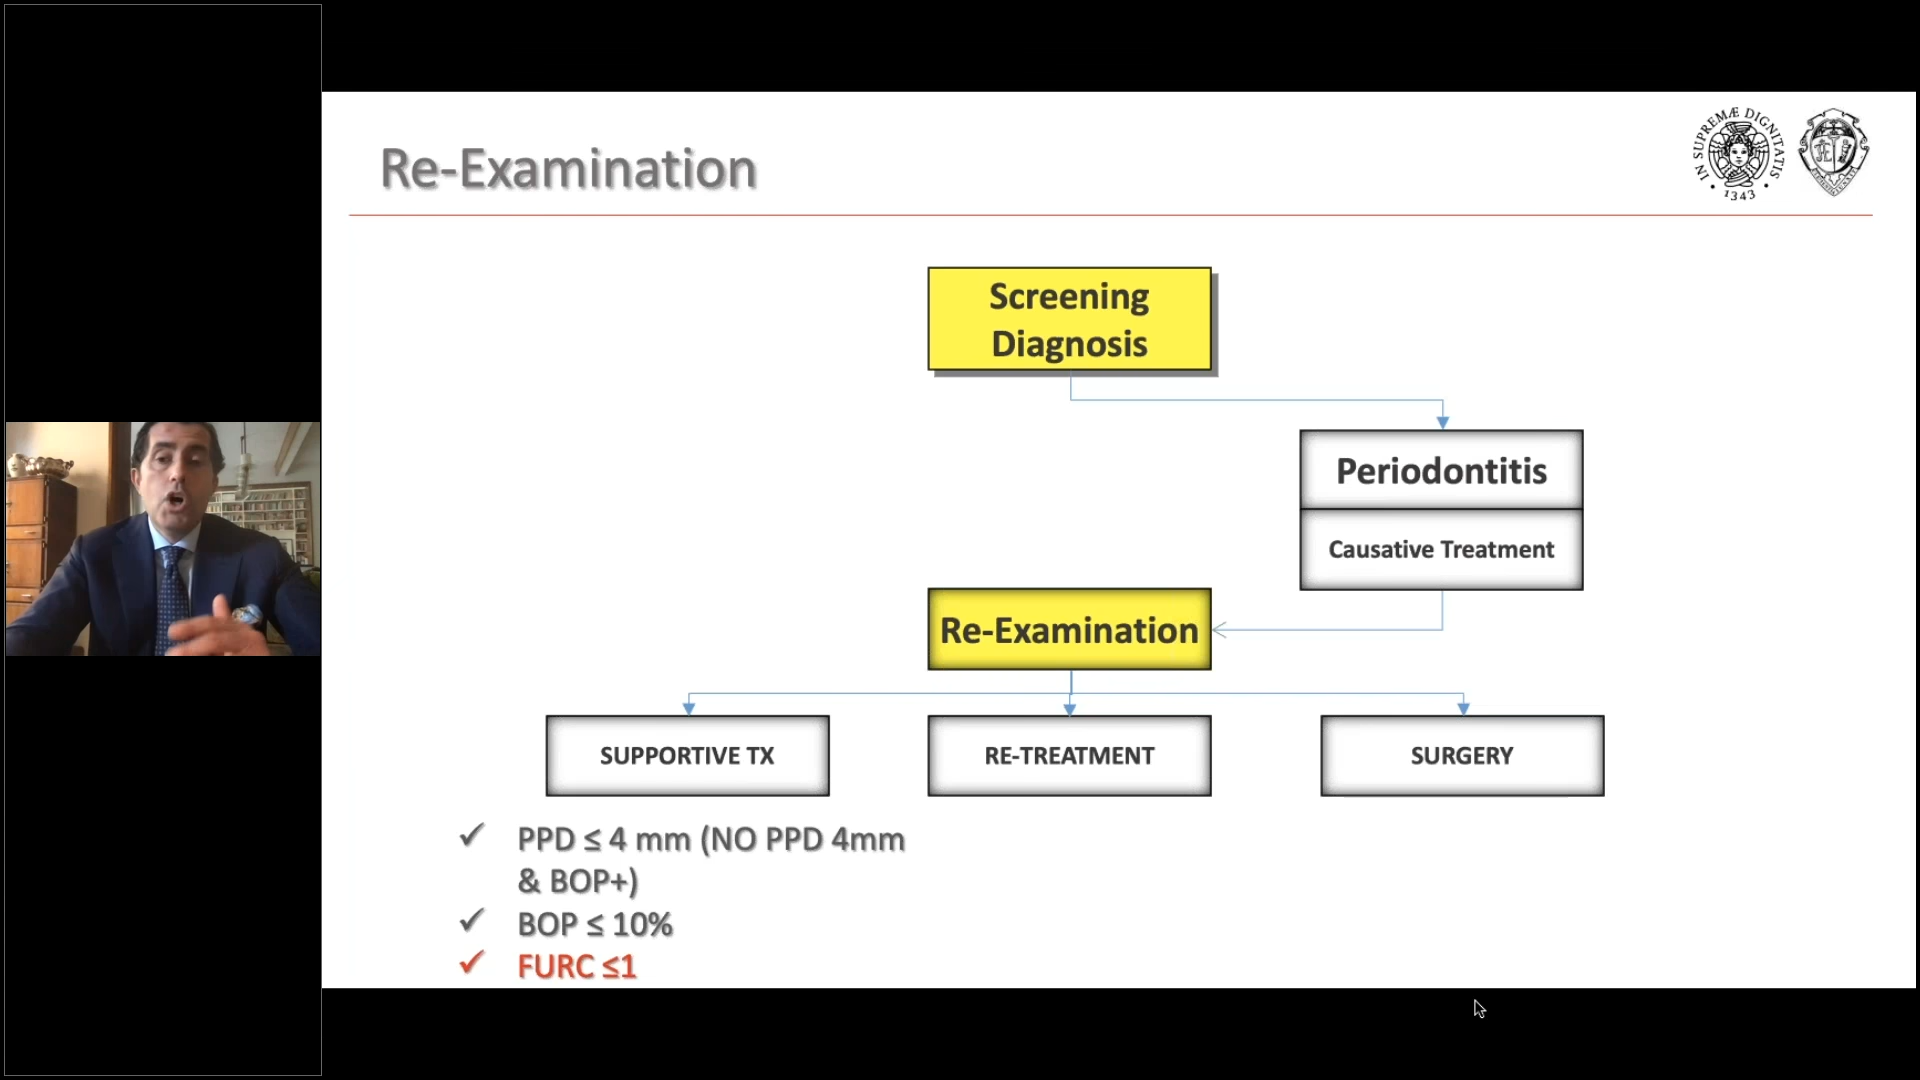 Re-Examination
IN SUPREMÆ DIGNITATIS
• 1343 •
Screening
Diagnosis
Periodontitis
Causative Treatment
Re-Examination
SUPPORTIVE TX
RE-TREATMENT
SURGERY
✓ PPD ≤ 4 mm (NO PPD 4mm
& BOP+)
✓ BOP ≤ 10%
✓ FURC ≤1